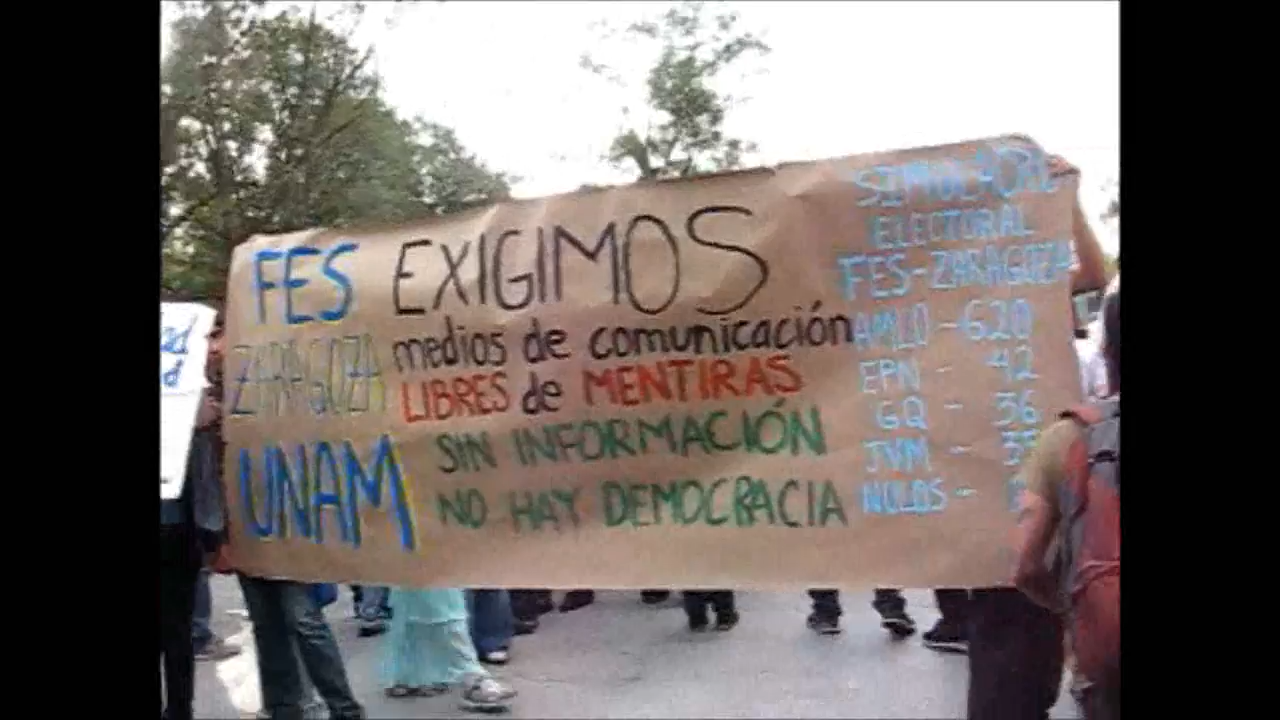 FES
ZARAGOZA
UNAM
EXIGIMOS
medios de comunicación
LIBRES de MENTIRAS
SIN INFORMACIÓN
NO HAY DEMOCRACIA
ELECTORAL
FES-ZARAGOZA
AMLO - 620
EPN - 42
GQ - 36
JVM -
NULOS -